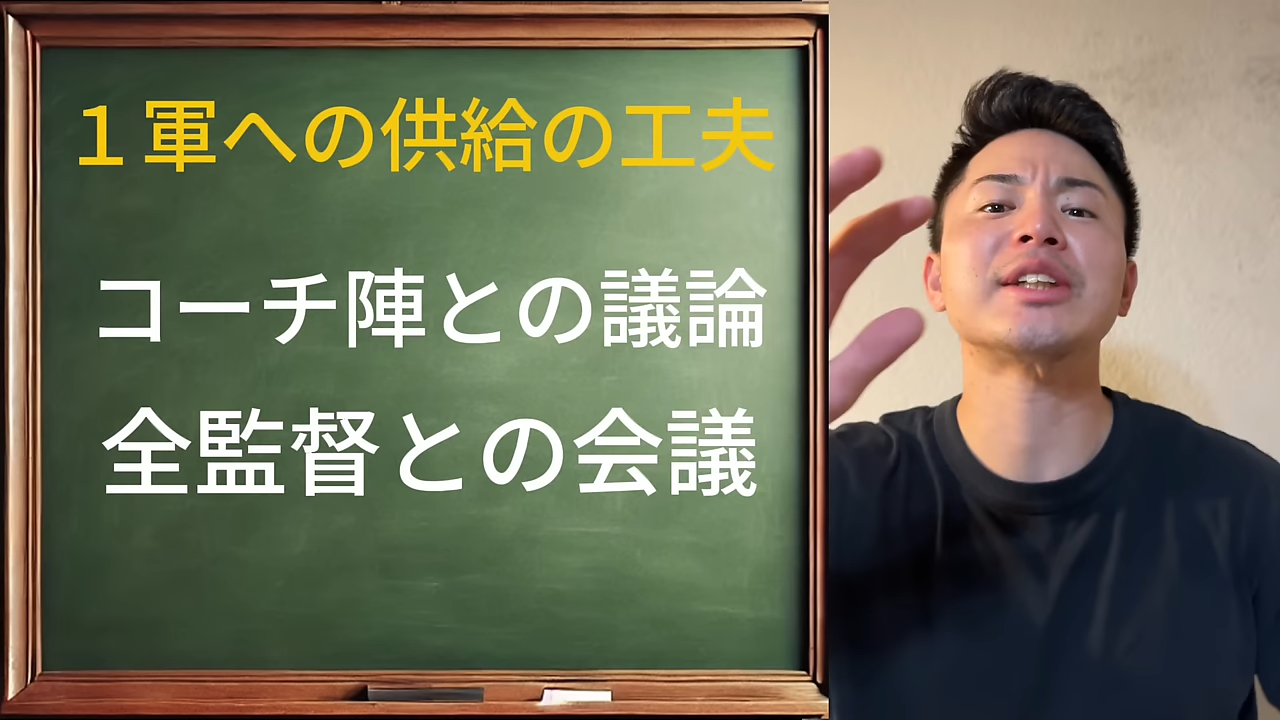 １軍への供給の工夫
コーチ陣との議論
全監督との会議